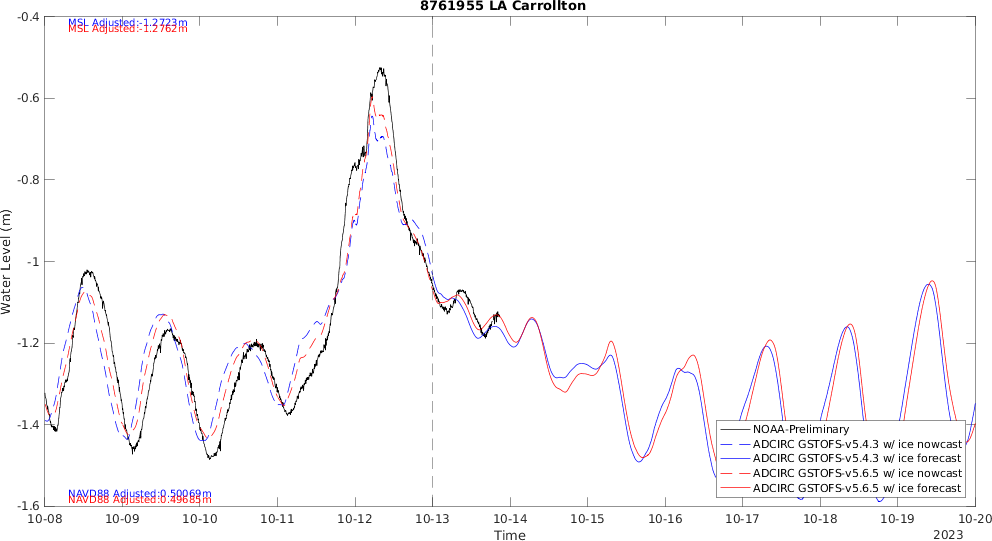 8761955 LA Carrollton
MSL Adjusted:-1.2723m
MSL Adjusted:-1.2762m
-0.4
-0.6
-0.8
-1
-1.2
-1.4
-1.6
Water Level (m)
NOAA-Preliminary
ADCIRC GSTOFS-v5.4.3 w/ ice nowcast
ADCIRC GSTOFS-v5.4.3 w/ ice forecast
ADCIRC GSTOFS-v5.6.5 w/ ice nowcast
ADCIRC GSTOFS-v5.6.5 w/ ice forecast
NAVD88 Adjusted:0.50069m
NAVD88 Adjusted:0.49685m
10-08 10-09 10-10 10-11 10-12 10-13 10-14 10-15 10-16 10-17 10-18 10-19 10-20
Time
2023